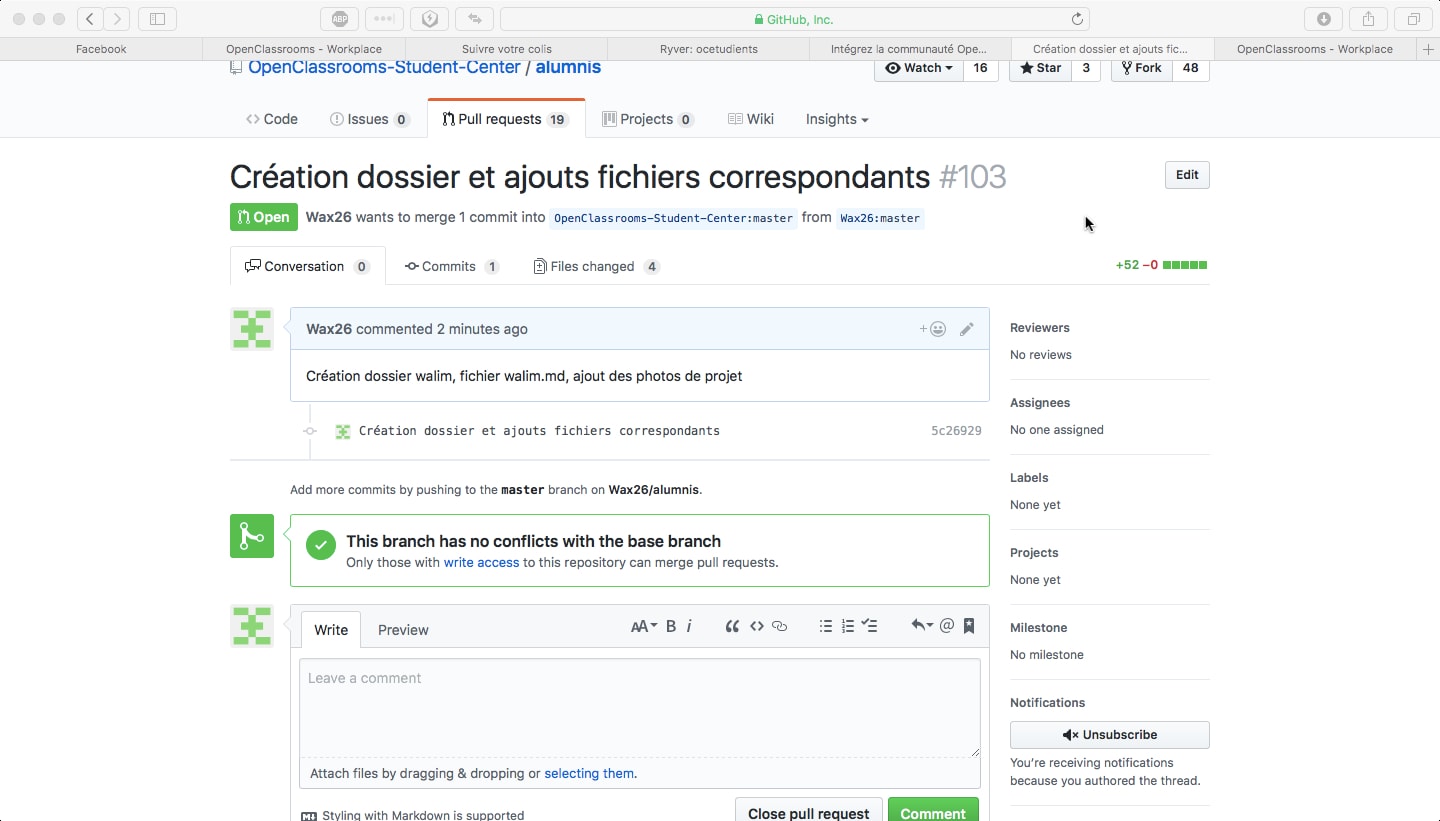 ABP
GitHub, Inc.
Facebook
OpenClassrooms - Workplace
Suivre votre colis
Ryver: ocetudients
Intégrez la communauté Ope...
Création dossier et ajouts fic...
OpenClassrooms - Workplace
OpenClassrooms-Student-Center / alumnis
Watch 16
Star 3
Fork 48
Code
Issues 0
Pull requests 19
Projects 0
Wiki
Insights
Création dossier et ajouts fichiers correspondants #103
Edit
Open Wax26 wants to merge 1 commit into OpenClassrooms-Student-Center:master from Wax26:master
Conversation 0
Commits 1
Files changed 4
+52 −0
Wax26 commented 2 minutes ago
Création dossier walim, fichier walim.md, ajout des photos de projet
Création dossier et ajouts fichiers correspondants 5c26929
Add more commits by pushing to the master branch on Wax26/alumnis.
This branch has no conflicts with the base branch
Only those with write access to this repository can merge pull requests.
Write
Preview
AA B i
Leave a comment
Attach files by dragging & dropping or selecting them.
Styling with Markdown is supported
Close pull request
Comment
Reviewers
No reviews
Assignees
No one assigned
Labels
None yet
Projects
None yet
Milestone
No milestone
Notifications
Unsubscribe
You’re receiving notifications
because you authored the thread.